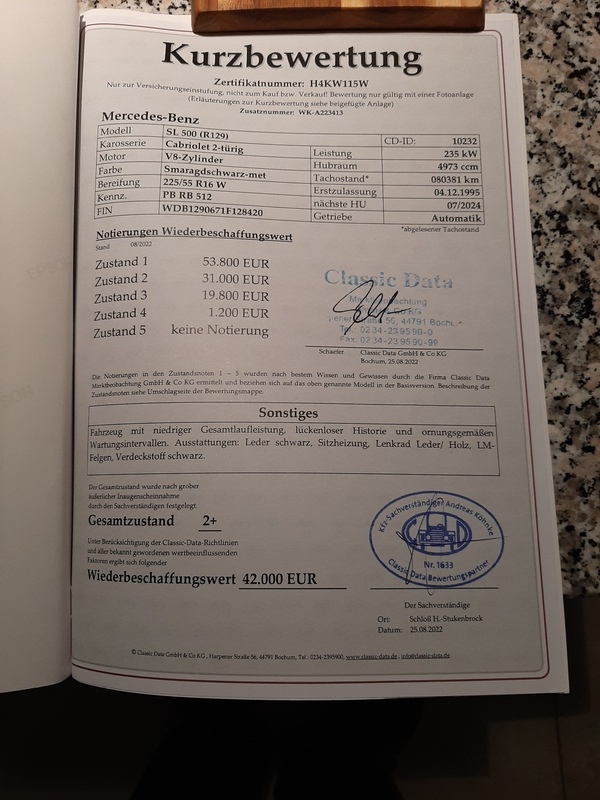 Kurzbewertung
Zertifikatnummer: H4KW115W
Nur zur Versicherungseinstufung, nicht zum Kauf bzw. Verkauf! Bewertung nur gültig mit einer Fotoanlage
(Erläuterungen zur Kurzbewertung siehe beigefügte Anlage)
Zusatznummer: WK-A223413
Mercedes-Benz
Modell SL 500 (R129) CD-ID: 10232
Karosserie Cabriolet 2-türig Leistung 235 kW
Motor V8-Zylinder Hubraum 4973 ccm
Farbe Smaragdschwarz-met Tachostand* 080381 km
Bereifung 225/55 R16 W Erstzulassung 04.12.1995
Kennz. PB RB 512 nächste HU 07/2024
FIN WDB1290671F128420 Getriebe Automatik
*abgelesener Tachostand
Notierungen Wiederbeschaffungswert
Stand 08/2022
Zustand 1 53.800 EUR
Zustand 2 31.000 EUR
Zustand 3 19.800 EUR
Zustand 4 1.200 EUR
Zustand 5 keine Notierung
Classic Data
Marktbeobachtung
Co KG
50, 44791 Bochum
Tel. 02 34-23 95 90-0
Fax: 02 34-23 95 90-99
Schaefer Classic Data GmbH & Co KG
Bochum, 25.08.2022
Die Notierungen in den Zustandsnoten 1 – 5 wurden nach bestem Wissen und Gewissen durch die Firma Classic Data
Marktbeobachtung GmbH & Co KG ermittelt und beziehen sich auf das oben genannte Modell in der Basisversion. Beschreibung der
Zustandsnoten siehe Umschlagseite der Bewertungsmappe.
Sonstiges
Fahrzeug mit niedriger Gesamtlaufleistung, lückenloser Historie und ornungsgemäßen
Wartungsintervallen. Ausstattungen: Leder schwarz, Sitzheizung, Lenkrad Leder/ Holz, LM-
Felgen, Verdeckstoff schwarz.
Der Gesamtzustand wurde nach grober
äußerlicher Inaugenscheinnahme
durch den Sachverständigen festgelegt.
Gesamtzustand 2+
Unter Berücksichtigung der Classic-Data-Richtlinien
und aller bekannt gewordenen wertbeeinflussenden
Faktoren ergibt sich folgender
Wiederbeschaffungswert 42.000 EUR
Kfz-Sachverständiger Andreas Köhnke
Nr. 1633
Classic Data Bewertungspartner
Der Sachverständige
Ort: Schloß H.-Stukenbrock
Datum: 25.08.2022
© Classic Data GmbH & Co KG , Harpener Straße 56, 44791 Bochum, Tel.: 0234-2395900, www.classic-data.de , info@classic-data.de